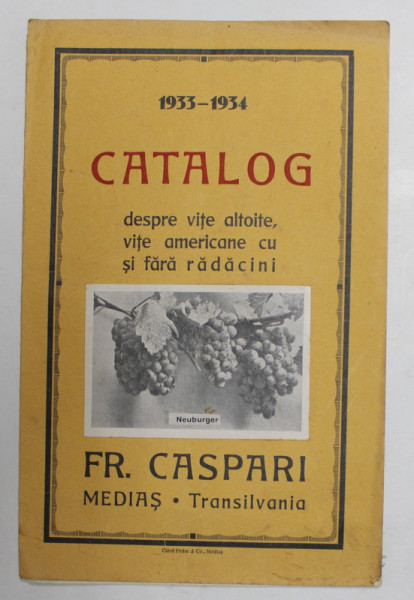 1933–1934
CATALOG
despre vițe altoite,
vițe americane cu
și fără rădăcini
Neuburger
FR. CASPARI
MEDIAȘ • Transilvania